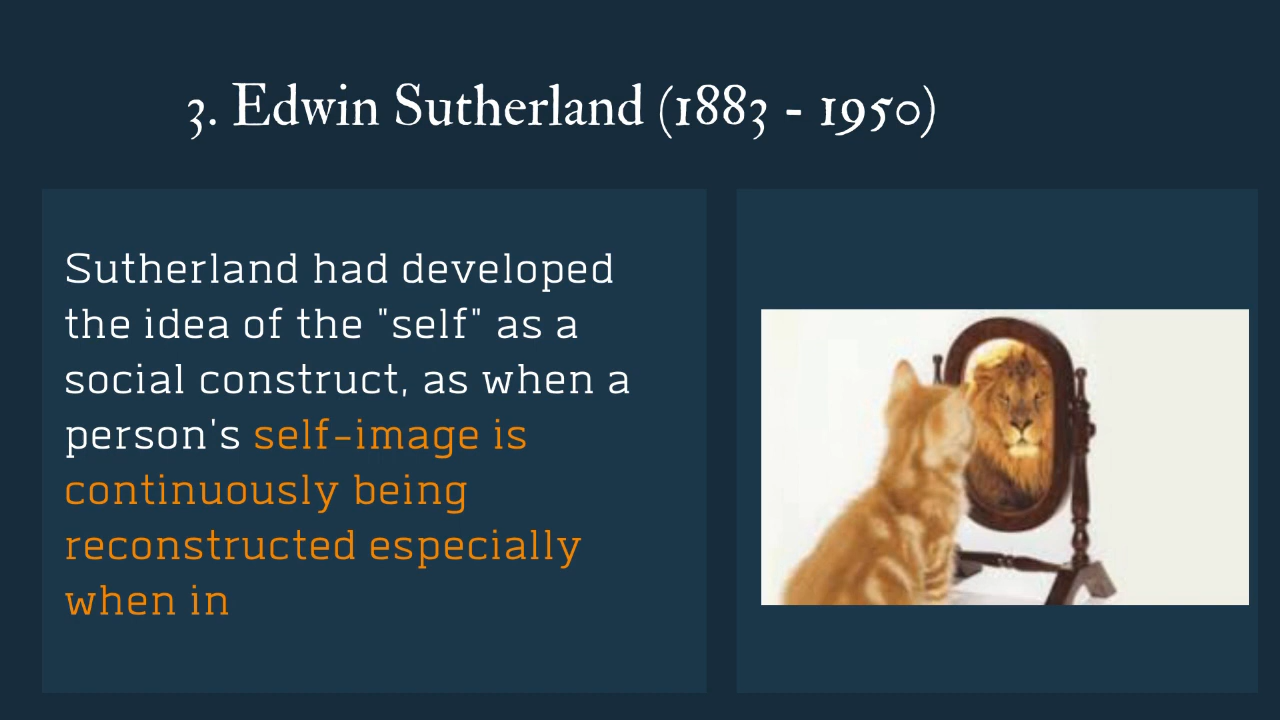 3. Edwin Sutherland (1883 - 1950)
Sutherland had developed
the idea of the "self" as a
social construct, as when a
person's self-image is
continuously being
reconstructed especially
when in